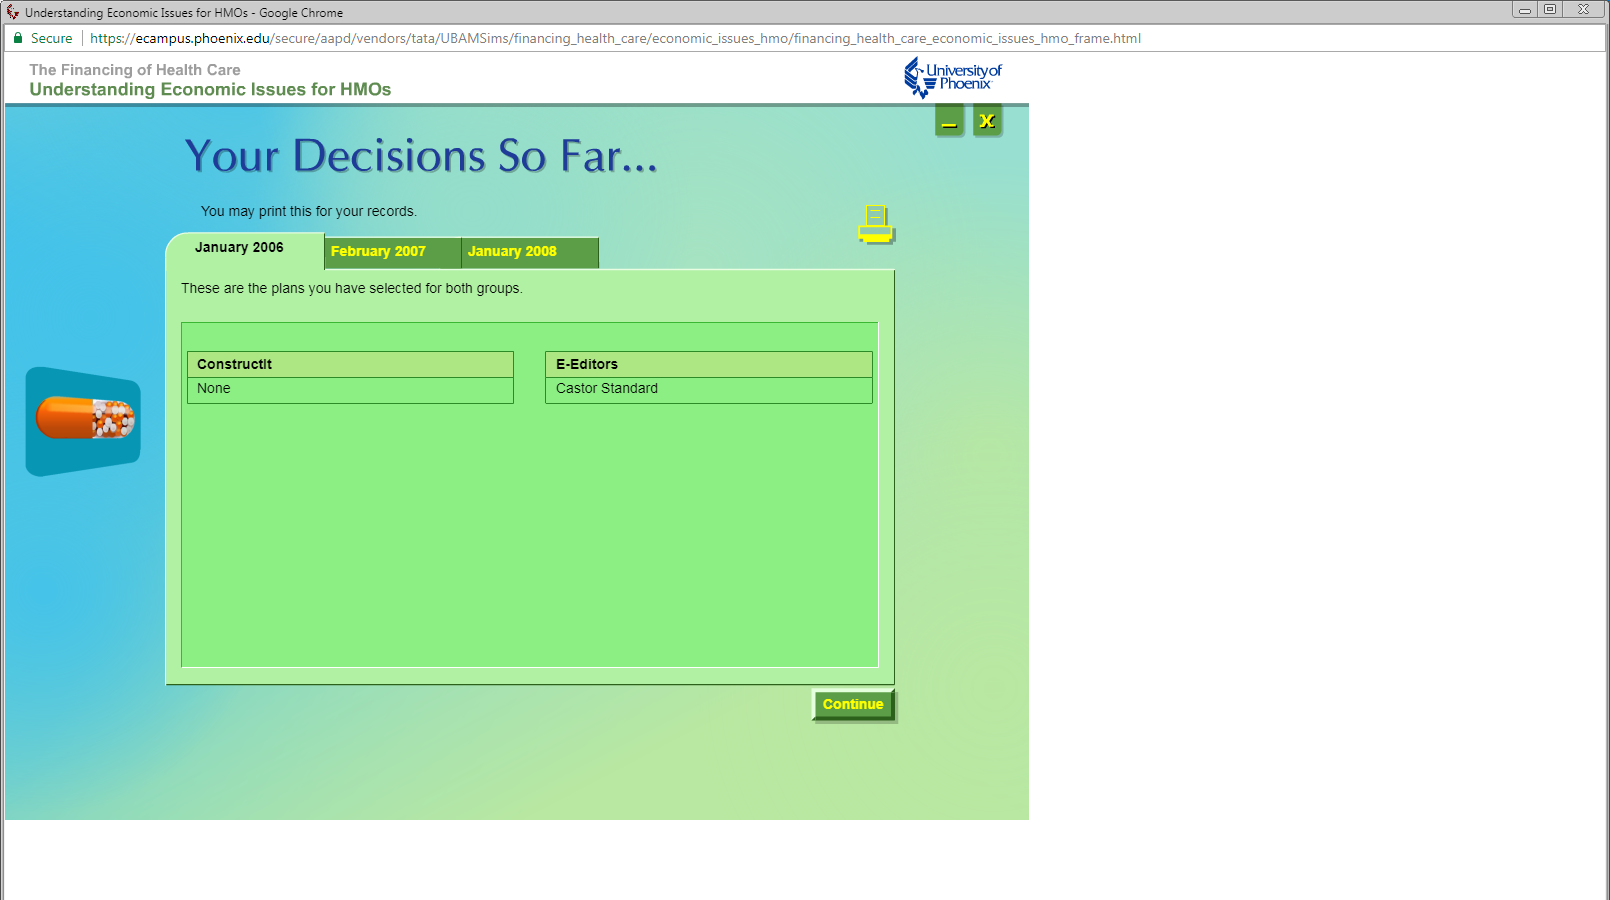 Understanding Economic Issues for HMOs - Google Chrome
Secure https://ecampus.phoenix.edu/secure/aapd/vendors/tata/UBAMSims/financing_health_care/economic_issues_hmo/financing_health_care_economic_issues_hmo_frame.html
The Financing of Health Care
Understanding Economic Issues for HMOs
University of
Phoenix
X
Your Decisions So Far...
You may print this for your records.
January 2006 February 2007 January 2008
These are the plans you have selected for both groups.
ConstructIt E-Editors
None Castor Standard
Continue